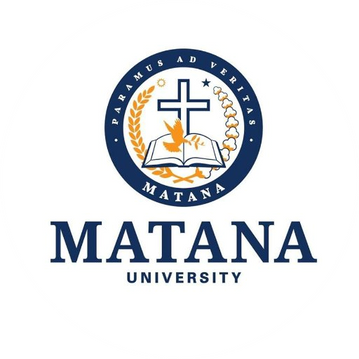 • PARAMUS AD VERITAS •
MATANA
MATANA
UNIVERSITY